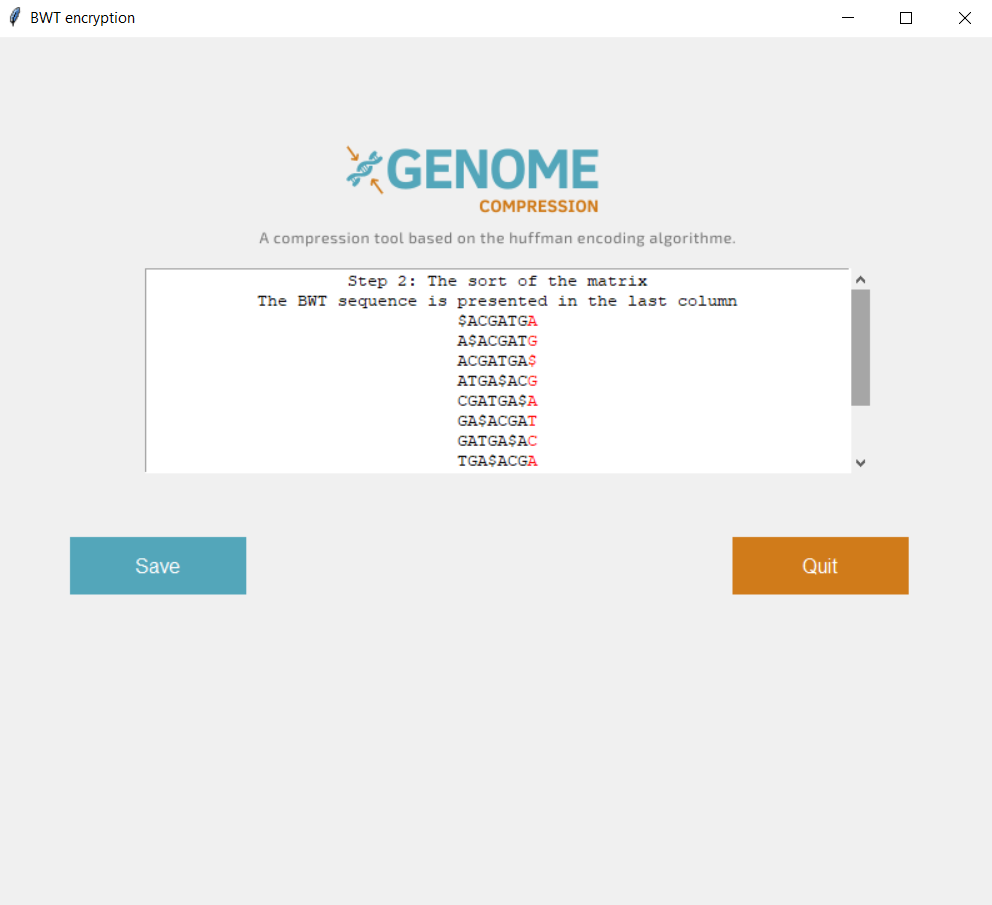 BWT encryption
GENOME
COMPRESSION
A compression tool based on the huffman encoding algorithme.
Step 2: The sort of the matrix
The BWT sequence is presented in the last column
$ACGATGA
A$ACGATG
ACGATGA$
ATGA$ACG
CGATGA$A
GA$ACGAT
GATGA$AC
TGA$ACGA
Save
Quit